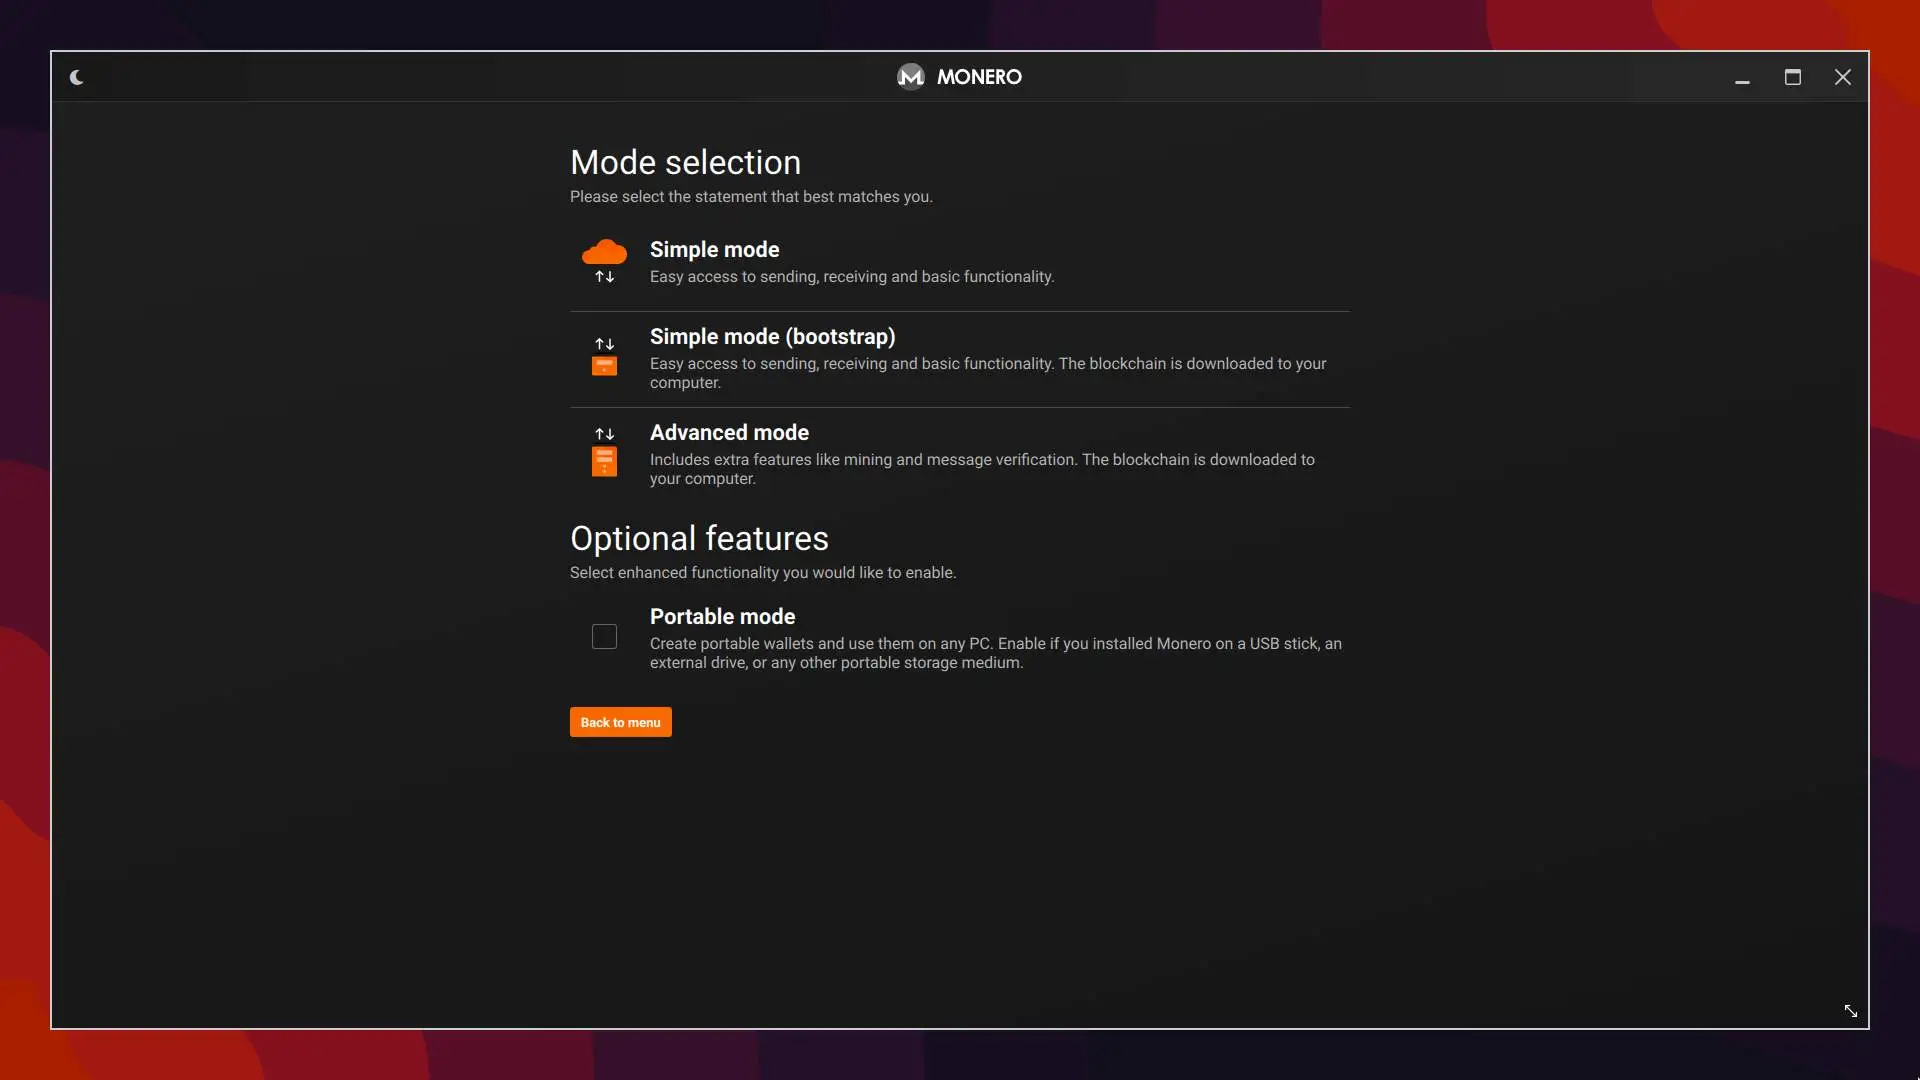 MONERO
Mode selection
Please select the statement that best matches you.
Simple mode
Easy access to sending, receiving and basic functionality.
Simple mode (bootstrap)
Easy access to sending, receiving and basic functionality. The blockchain is downloaded to your
computer.
Advanced mode
Includes extra features like mining and message verification. The blockchain is downloaded to
your computer.
Optional features
Select enhanced functionality you would like to enable.
Portable mode
Create portable wallets and use them on any PC. Enable if you installed Monero on a USB stick, an
external drive, or any other portable storage medium.
Back to menu